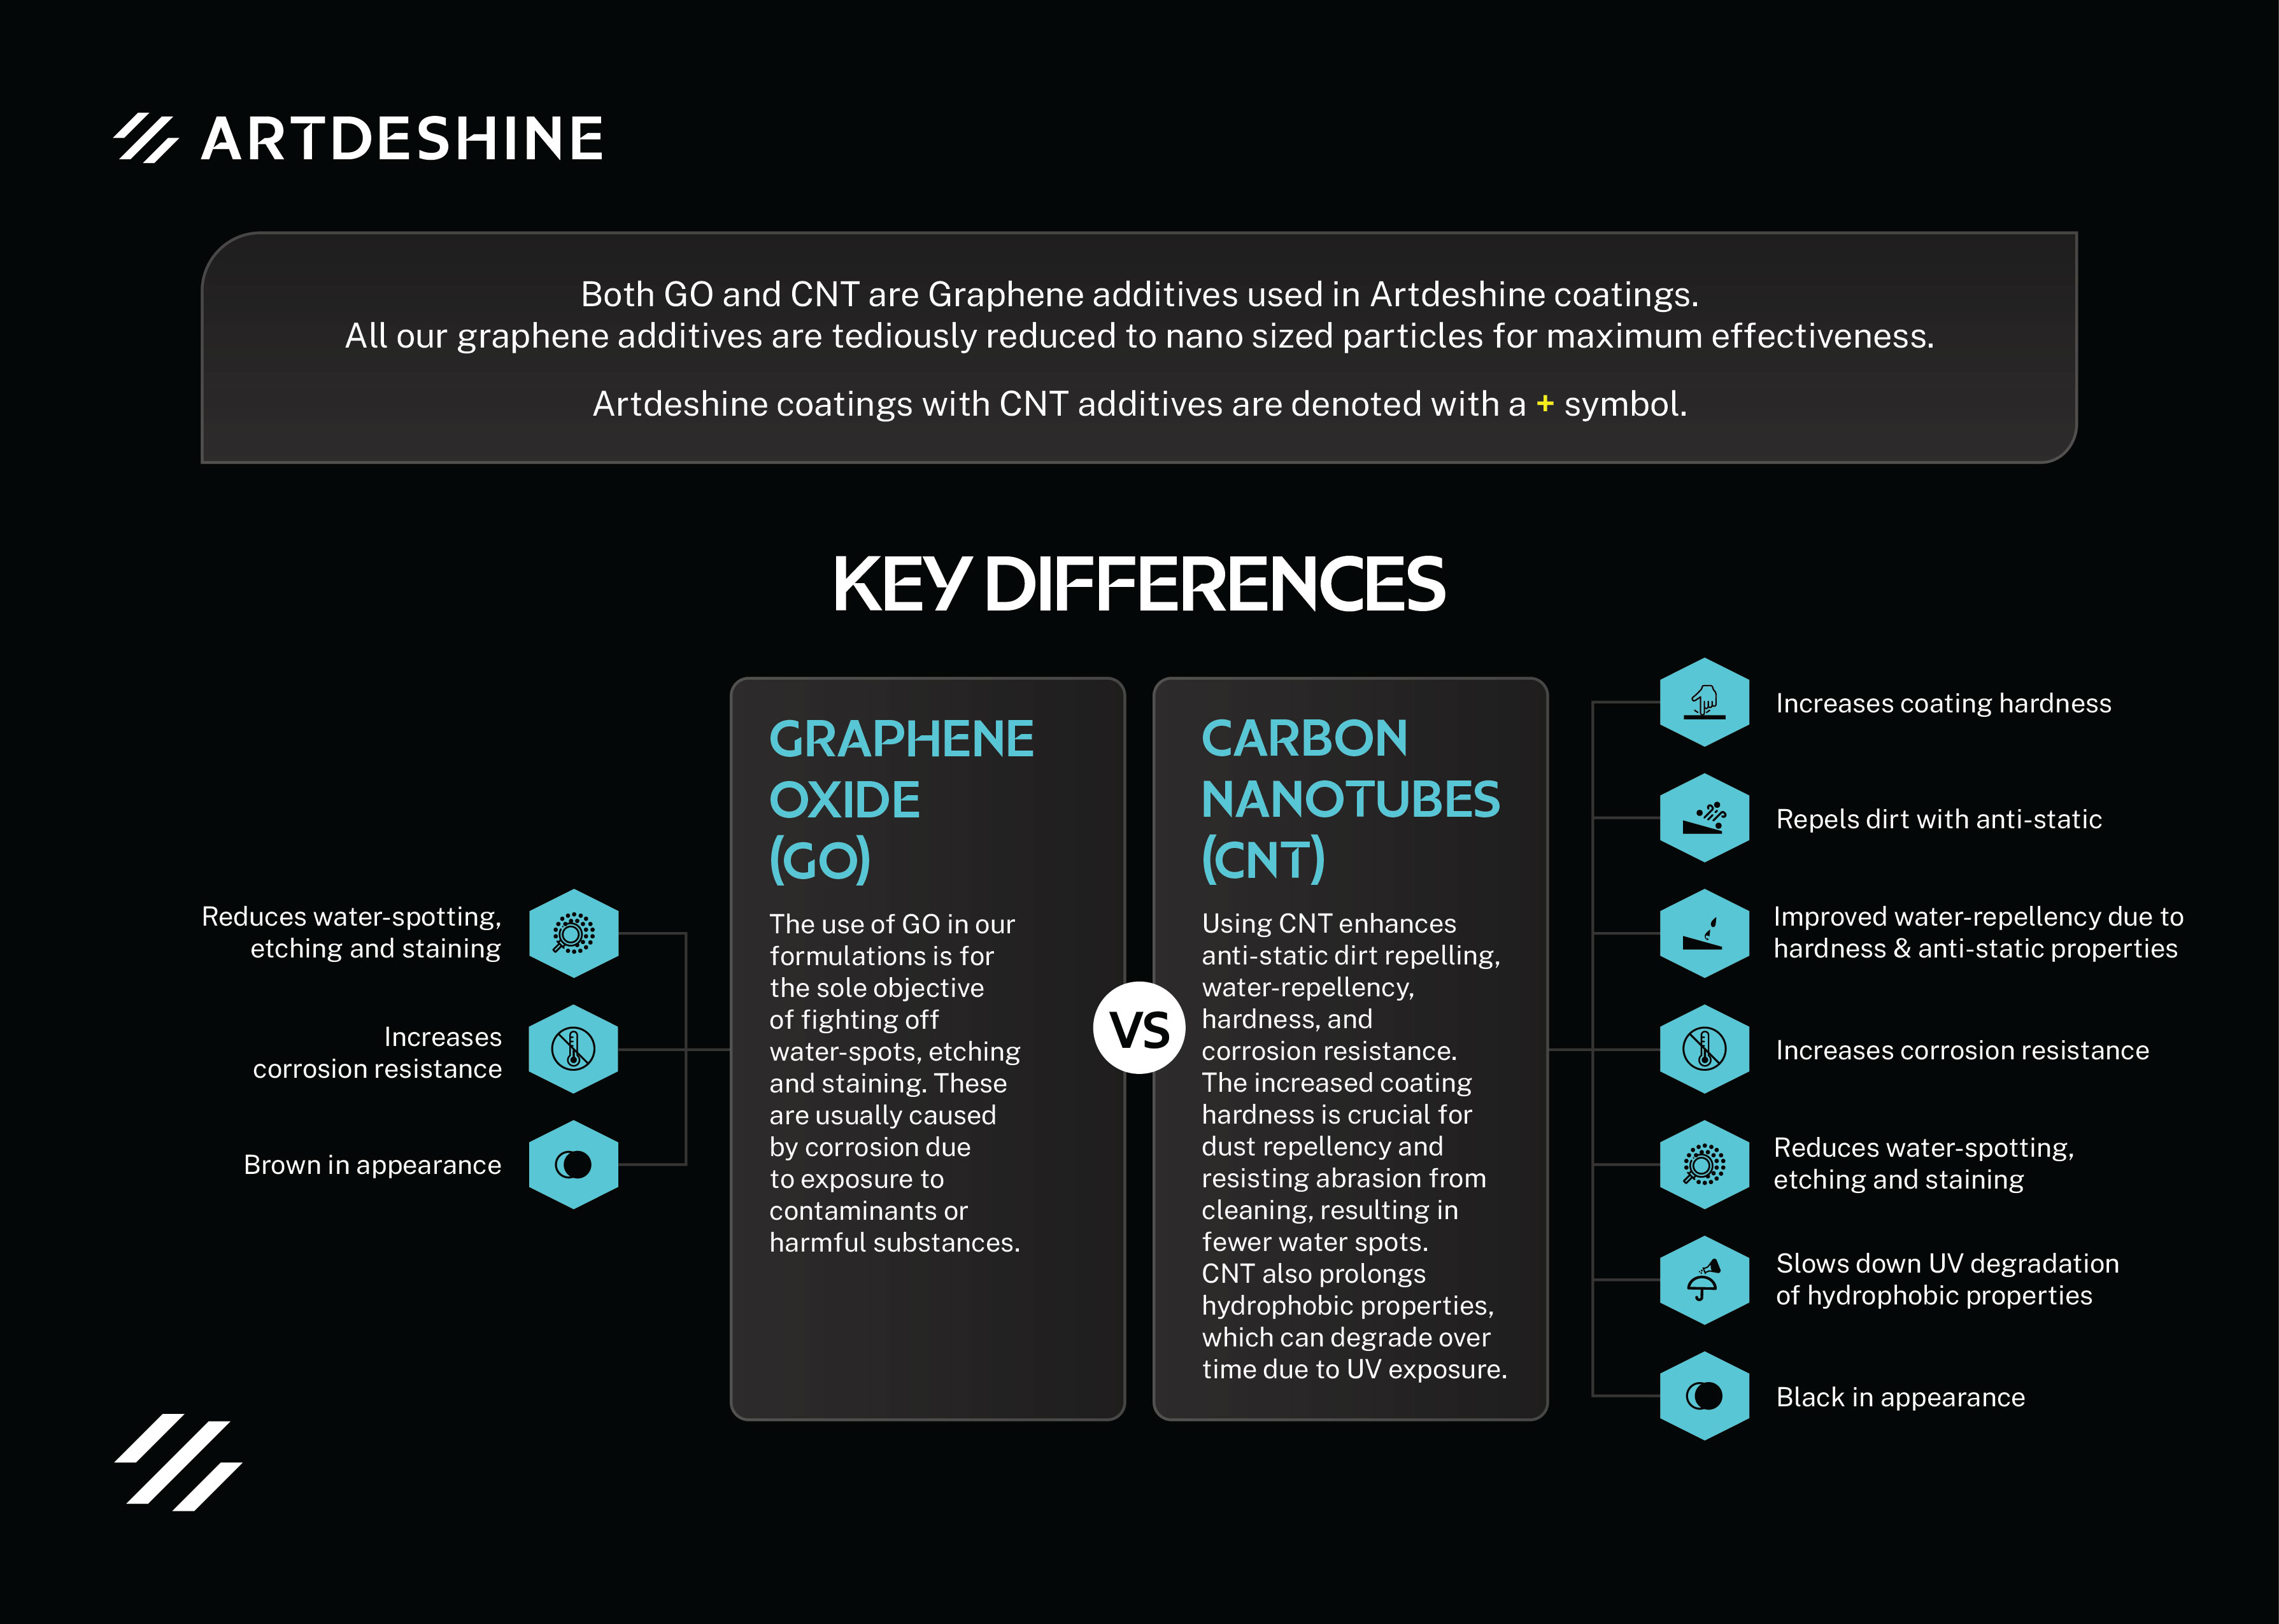 ARTDESHINE
Both GO and CNT are Graphene additives used in Artdeshine coatings.
All our graphene additives are tediously reduced to nano sized particles for maximum effectiveness.
Artdeshine coatings with CNT additives are denoted with a + symbol.
KEY DIFFERENCES
Reduces water-spotting,
etching and staining
Increases
corrosion resistance
Brown in appearance
GRAPHENE
OXIDE
(GO)
The use of GO in our
formulations is for
the sole objective
of fighting off
water-spots, etching
and staining. These
are usually caused
by corrosion due
to exposure to
contaminants or
harmful substances.
VS
CARBON
NANOTUBES
(CNT)
Using CNT enhances
anti-static dirt repelling,
water-repellency,
hardness, and
corrosion resistance.
The increased coating
hardness is crucial for
dust repellency and
resisting abrasion from
cleaning, resulting in
fewer water spots.
CNT also prolongs
hydrophobic properties,
which can degrade over
time due to UV exposure.
Increases coating hardness
Repels dirt with anti-static
Improved water-repellency due to
hardness & anti-static properties
Increases corrosion resistance
Reduces water-spotting,
etching and staining
Slows down UV degradation
of hydrophobic properties
Black in appearance